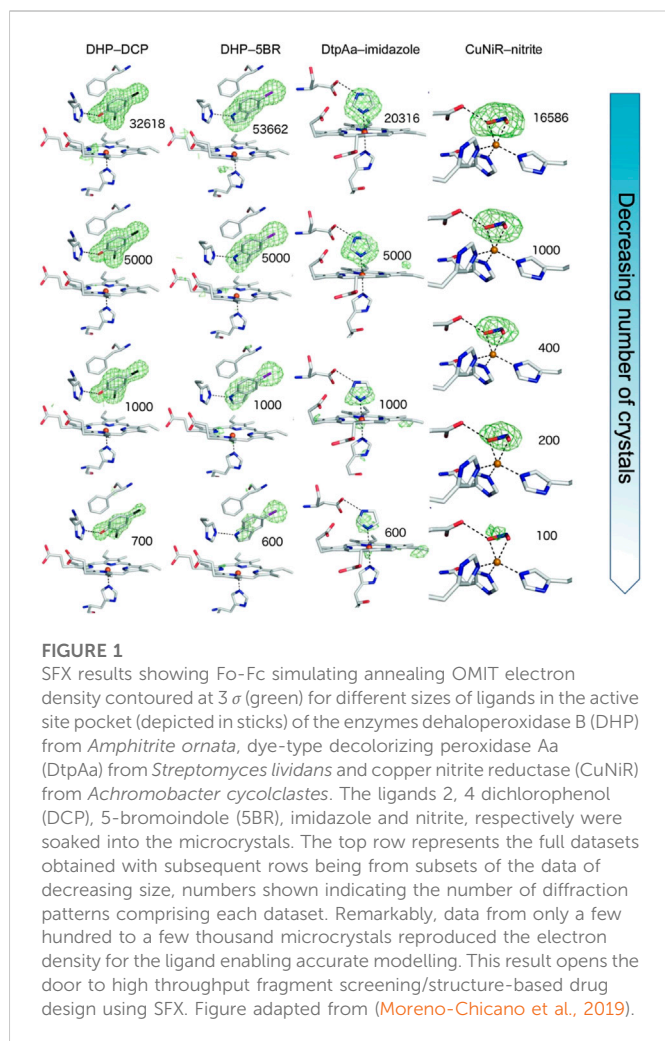 DHP–DCP DHP–5BR DtpAa–imidazole CuNiR–nitrite
32618 53662 20316 16586
5000 5000 5000 1000
400
1000 1000 1000
200
700 600 600 100
Decreasing number of crystals
FIGURE 1
SFX results showing Fo-Fc simulating annealing OMIT electron
density contoured at 3 σ (green) for different sizes of ligands in the active
site pocket (depicted in sticks) of the enzymes dehaloperoxidase B (DHP)
from Amphitrite ornata, dye-type decolorizing peroxidase Aa
(DtpAa) from Streptomyces lividans and copper nitrite reductase (CuNiR)
from Achromobacter cycolclastes. The ligands 2, 4 dichlorophenol
(DCP), 5-bromoindole (5BR), imidazole and nitrite, respectively were
soaked into the microcrystals. The top row represents the full datasets
obtained with subsequent rows being from subsets of the data of
decreasing size, numbers shown indicating the number of diffraction
patterns comprising each dataset. Remarkably, data from only a few
hundred to a few thousand microcrystals reproduced the electron
density for the ligand enabling accurate modelling. This result opens the
door to high throughput fragment screening/structure-based drug
design using SFX. Figure adapted from (Moreno-Chicano et al., 2019).